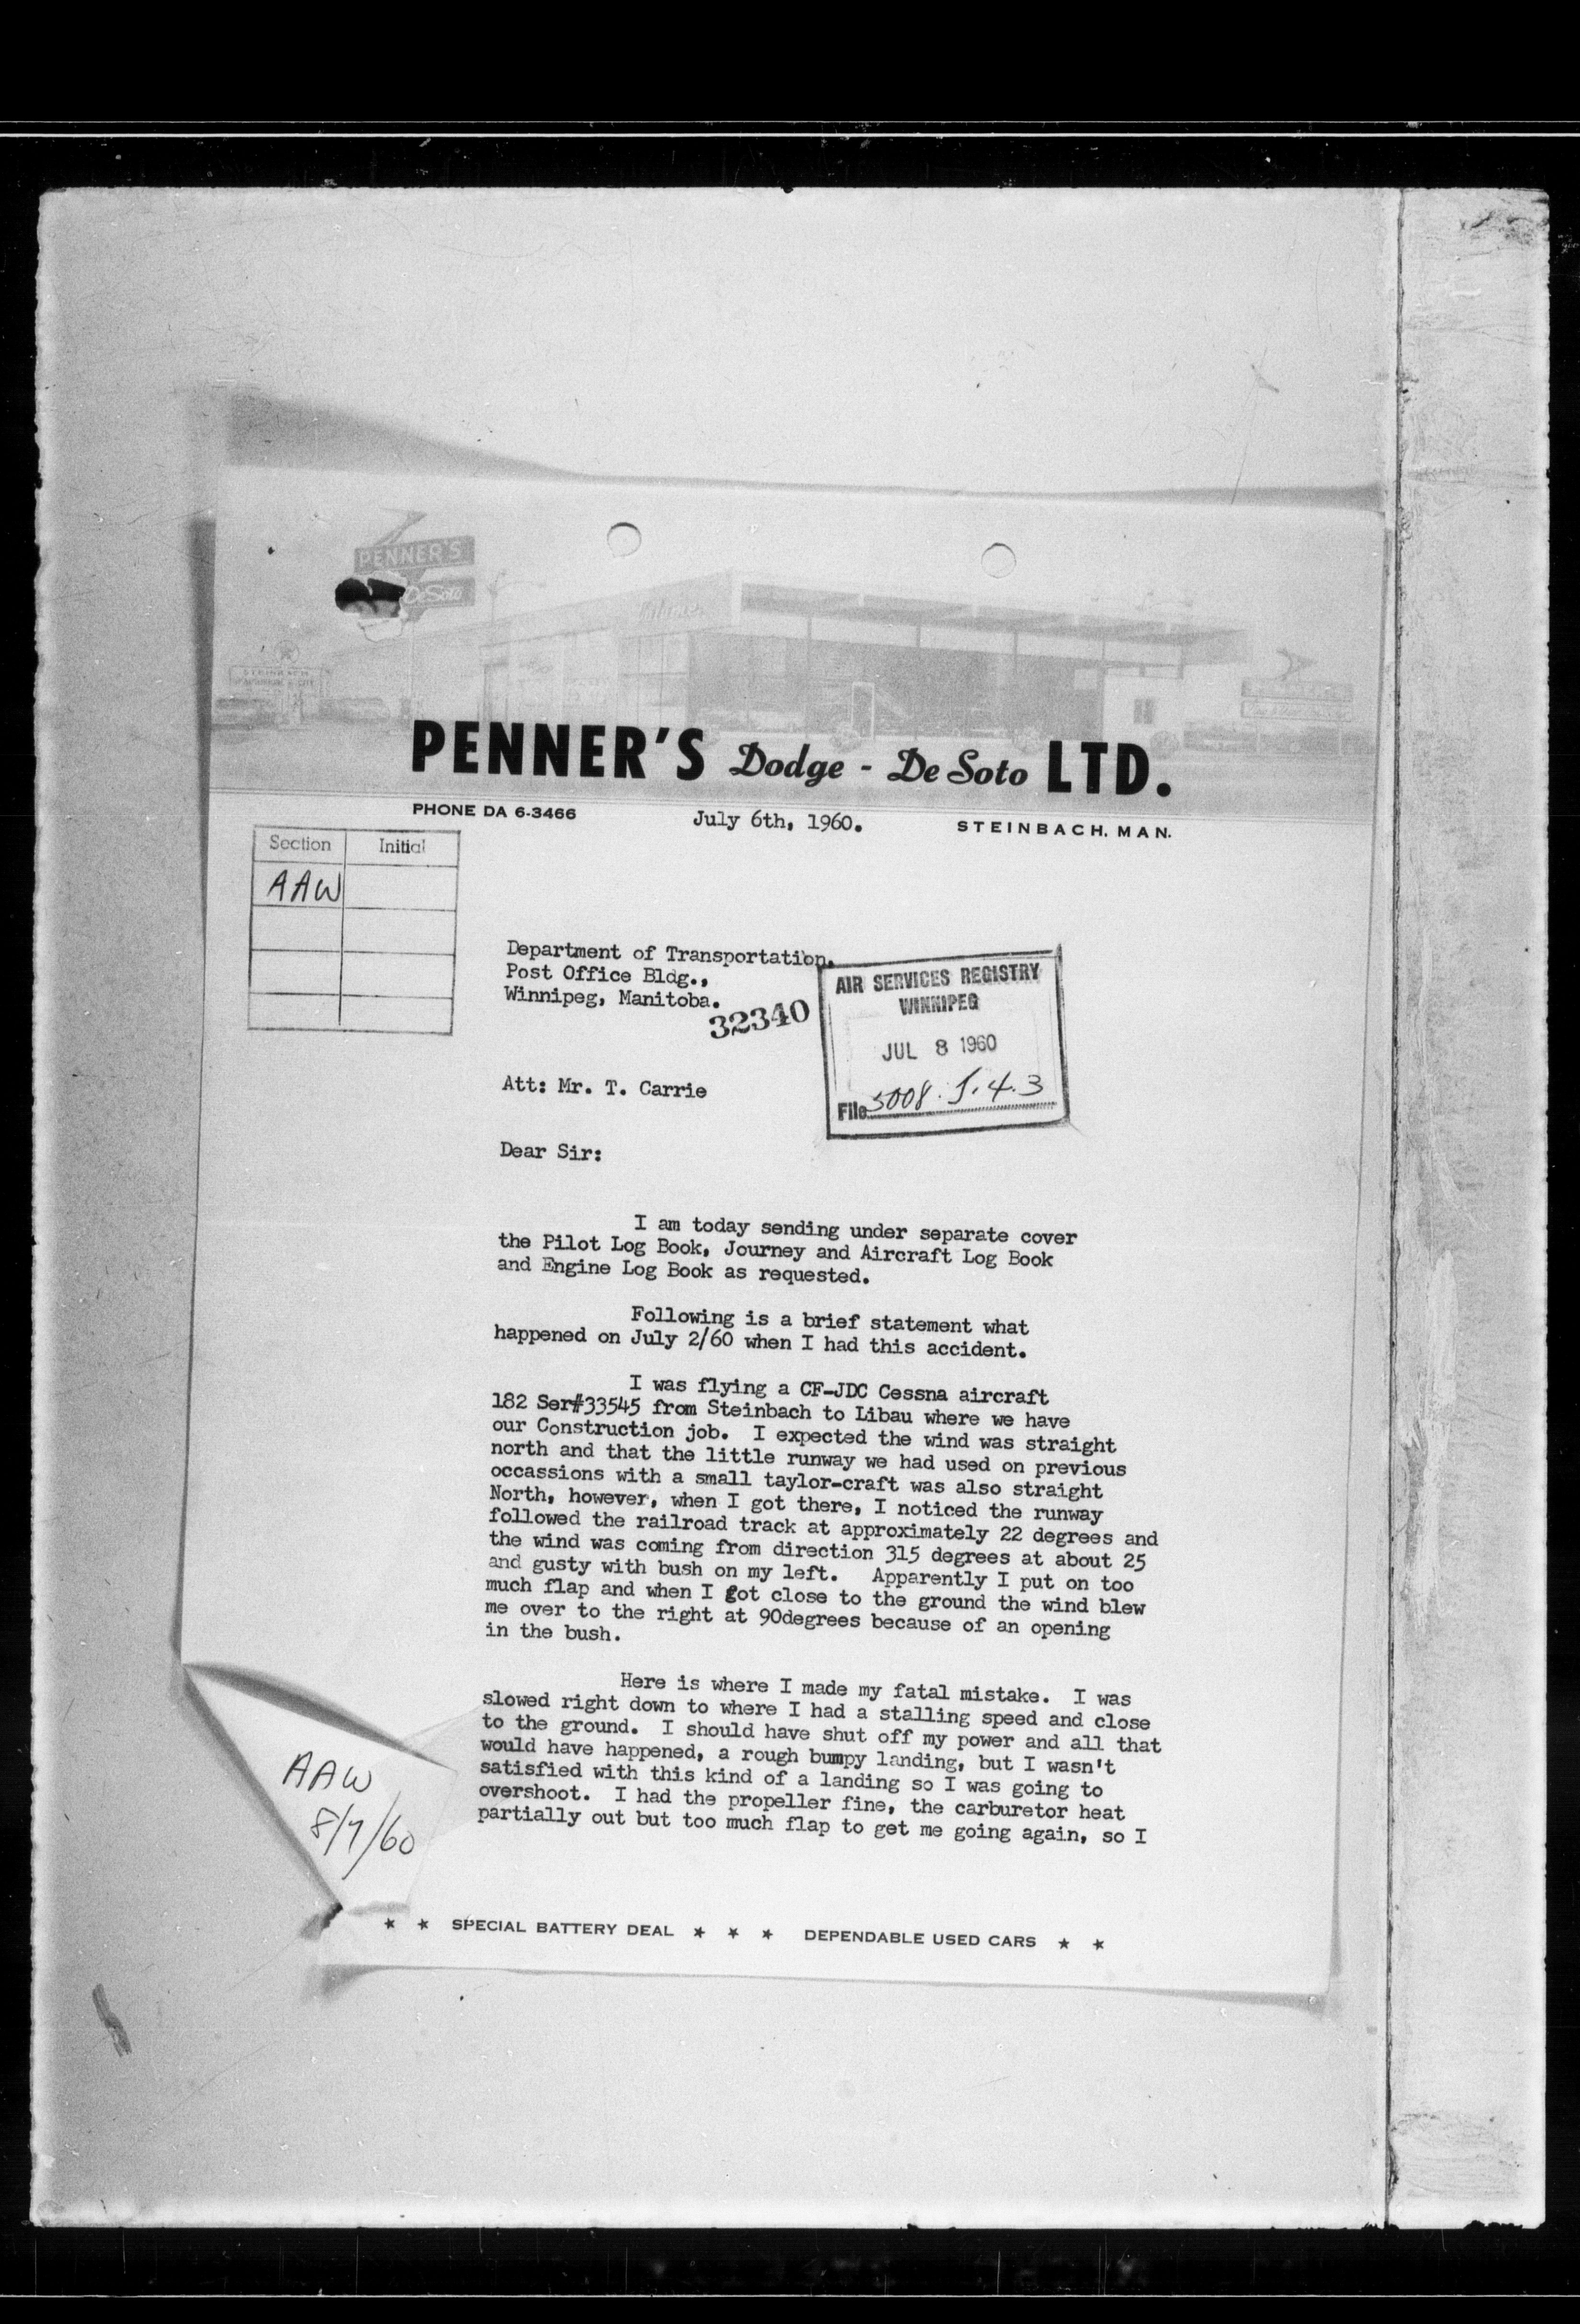 PENNER'S
DeSoto
PENNER'S Dodge - De Soto LTD.
PHONE DA 6-3466
July 6th, 1960.
STEINBACH, MAN.
Section Initial
AAW
Department of Transportation,
Post Office Bldg.,
Winnipeg, Manitoba.
32340
AIR SERVICES REGISTRY
WINNIPEG
JUL 8 1960
File 5008.J.4.3
Att: Mr. T. Carrie
Dear Sir:
I am today sending under separate cover
the Pilot Log Book, Journey and Aircraft Log Book
and Engine Log Book as requested.
Following is a brief statement what
happened on July 2/60 when I had this accident.
I was flying a CF-JDC Cessna aircraft
182 Ser#33545 from Steinbach to Libau where we have
our Construction job. I expected the wind was straight
north and that the little runway we had used on previous
occassions with a small taylor-craft was also straight
North, however, when I got there, I noticed the runway
followed the railroad track at approximately 22 degrees and
the wind was coming from direction 315 degrees at about 25
and gusty with bush on my left. Apparently I put on too
much flap and when I got close to the ground the wind blew
me over to the right at 90degrees because of an opening
in the bush.
Here is where I made my fatal mistake. I was
slowed right down to where I had a stalling speed and close
to the ground. I should have shut off my power and all that
would have happened, a rough bumpy landing, but I wasn't
satisfied with this kind of a landing so I was going to
overshoot. I had the propeller fine, the carburetor heat
partially out but too much flap to get me going again, so I
AAW
8/7/60
★ ★ SPECIAL BATTERY DEAL ★ ★ ★ DEPENDABLE USED CARS ★ ★